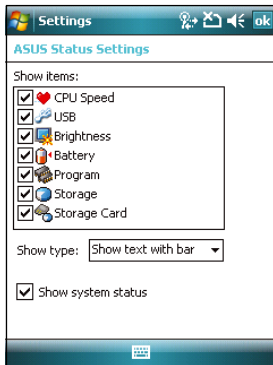 Settings ok
ASUS Status Settings
Show items:
CPU Speed
USB
Brightness
Battery
Program
Storage
Storage Card
Show type: Show text with bar
Show system status